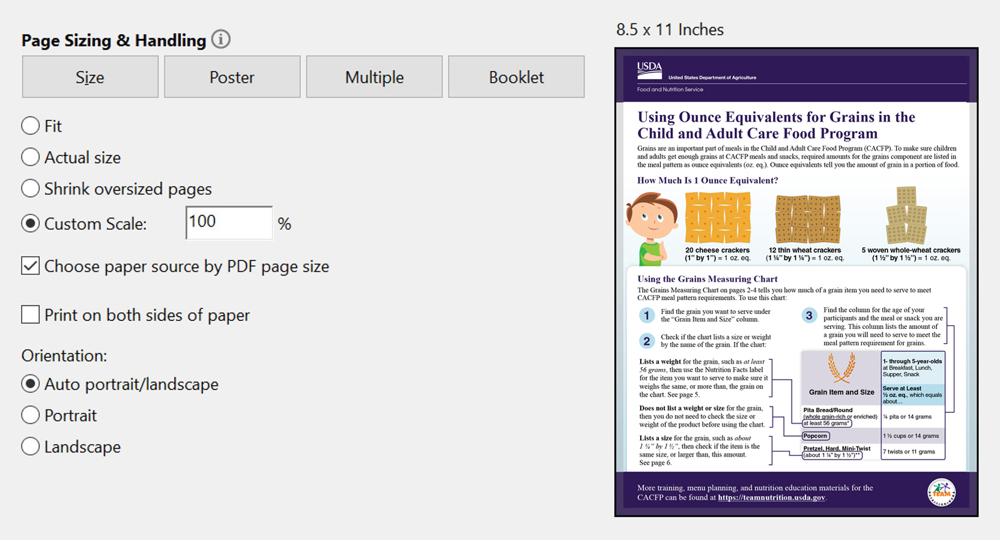 Page Sizing & Handling
Size
Poster
Multiple
Booklet
Fit
Actual size
Shrink oversized pages
Custom Scale: 100 %
Choose paper source by PDF page size
Print on both sides of paper
Orientation:
Auto portrait/landscape
Portrait
Landscape
8.5 x 11 Inches
USDA
United States Department of Agriculture
Food and Nutrition Service
Using Ounce Equivalents for Grains in the
Child and Adult Care Food Program
Grains are an important part of meals in the Child and Adult Care Food Program (CACFP). To make sure children
and adults get enough grains at CACFP meals and snacks, required amounts for the grains component are listed in
the meal pattern as ounce equivalents (oz. eq.). Ounce equivalents tell you the amount of grain in a portion of food.
How Much Is 1 Ounce Equivalent?
20 cheese crackers
(1” by 1”) = 1 oz. eq.
12 thin wheat crackers
(1 ¼” by 1 ¼”) = 1 oz. eq.
5 woven whole-wheat crackers
(1 ½” by 1 ½”) = 1 oz. eq.
Using the Grains Measuring Chart
The Grains Measuring Chart on pages 2-4 tells you how much of a grain item you need to serve to meet
CACFP meal pattern requirements. To use this chart:
1
Find the grain you want to serve under
the “Grain Item and Size” column.
2
Check if the chart lists a size or weight
by the name of the grain. If the chart:
Lists a weight for the grain, such as at least
56 grams, then use the Nutrition Facts label
for the item you want to serve to make sure it
weighs the same, or more than, the grain on
the chart. See page 5.
Does not list a weight or size for the grain,
then you do not need to check the size or
weight of the product before using the chart.
Lists a size for the grain, such as about
1 ¼” by 1 ½”, then check if the item is the
same size, or larger than, this amount.
See page 6.
3
Find the column for the age of your
participants and the meal or snack you are
serving. This column lists the amount of
a grain you will need to serve to meet the
meal pattern requirement for grains.
Grain Item and Size
1- through 5-year-olds
at Breakfast, Lunch,
Supper, Snack
Serve at Least
½ oz. eq., which equals
about…
Pita Bread/Round
(whole grain-rich or enriched)
at least 56 grams*
¼ pita or 14 grams
Popcorn
1 ½ cups or 14 grams
Pretzel, Hard, Mini-Twist
(about 1 ¼” by 1 ½”)**
7 twists or 11 grams
More training, menu planning, and nutrition education materials for the
CACFP can be found at https://teamnutrition.usda.gov.
TEAM